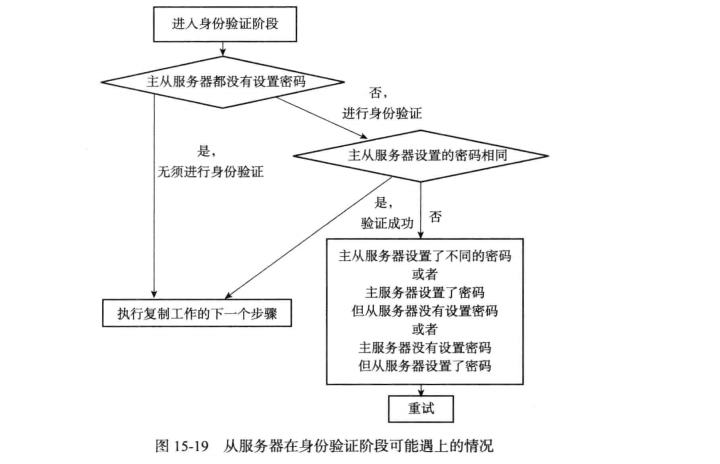 进入身份验证阶段
主从服务器都没有设置密码
否，
进行身份验证
是，
无须进行身份验证
主从服务器设置的密码相同
是，
验证成功
否
主从服务器设置了不同的密码
或者
主服务器设置了密码
但从服务器没有设置密码
或者
主服务器没有设置密码
但从服务器设置了密码
执行复制工作的下一个步骤
重试
图 15-19 从服务器在身份验证阶段可能遇上的情况